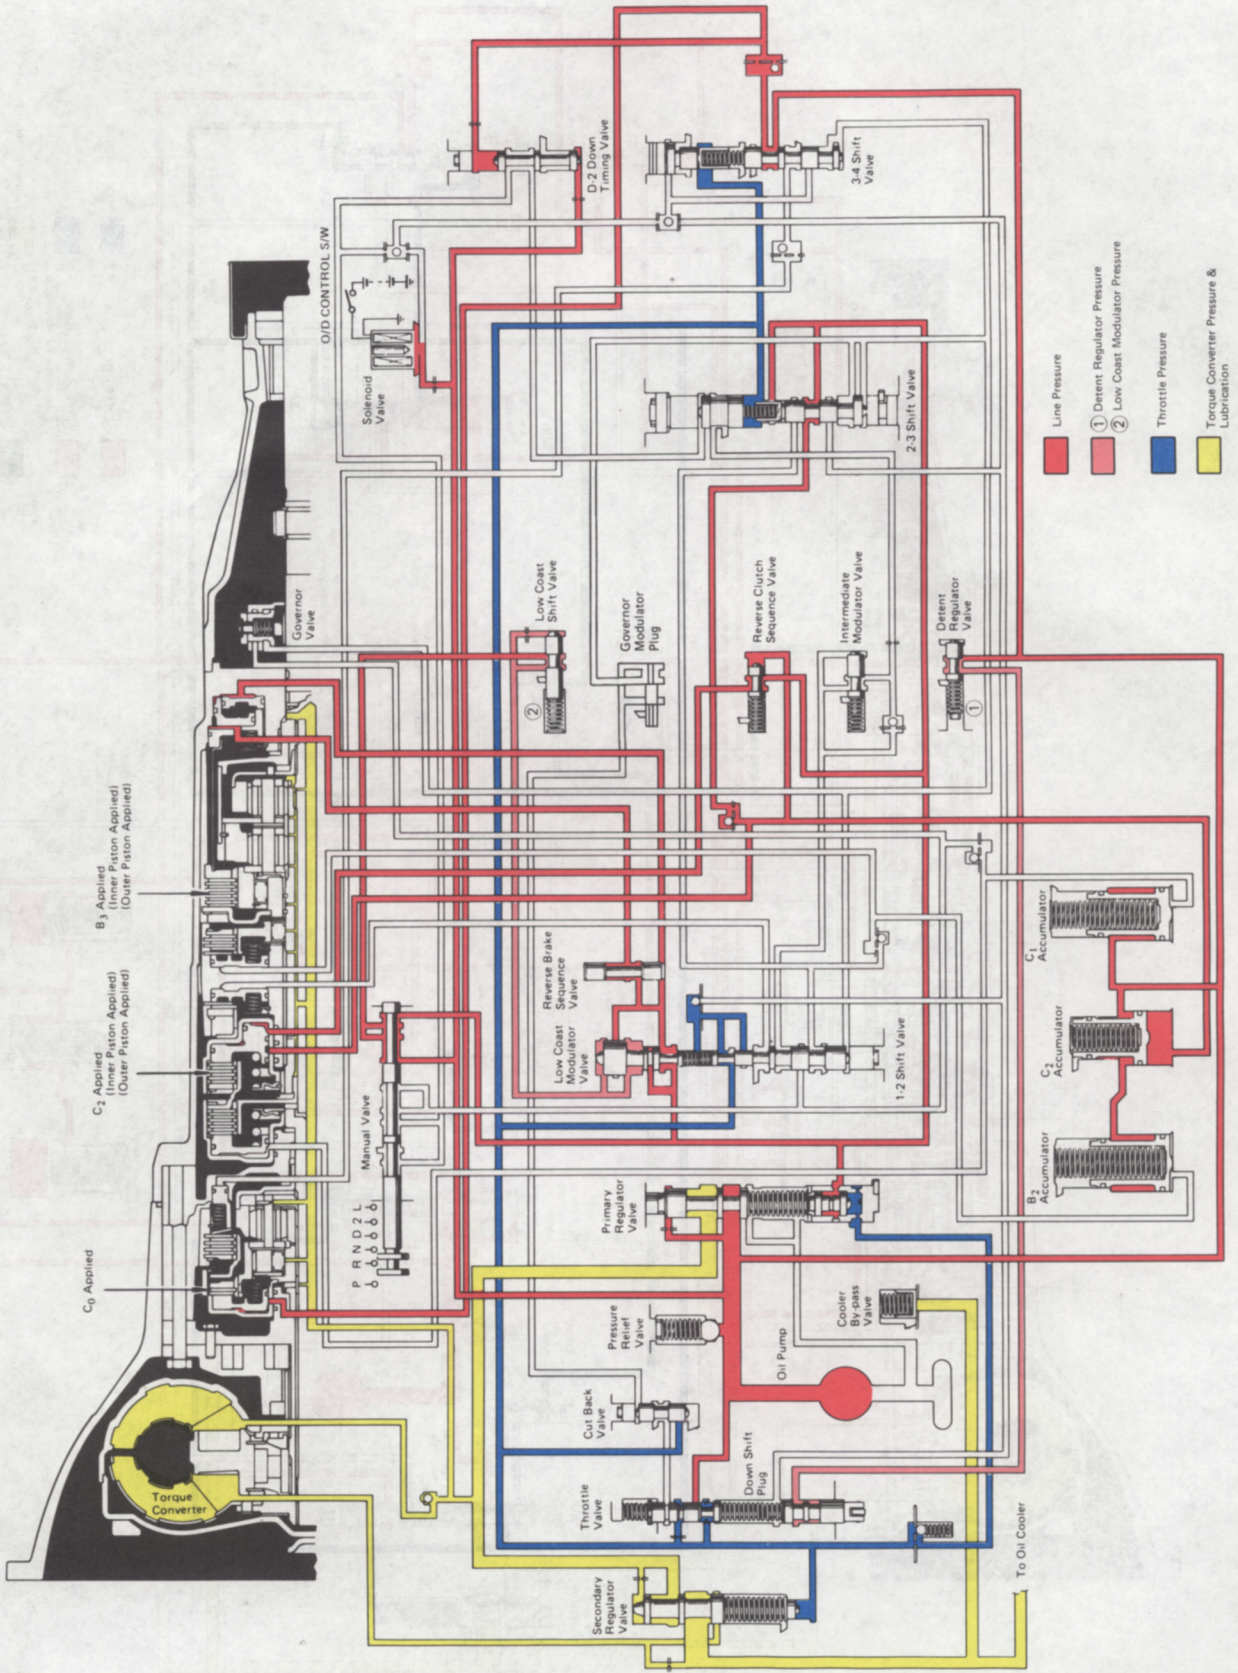 B3 Applied
(Inner Piston Applied)
(Outer Piston Applied)
C2 Applied
(Inner Piston Applied)
(Outer Piston Applied)
C0 Applied
Torque
Converter
Governor
Valve
O/D CONTROL S/W
Solenoid
Valve
D-2 Down
Timing Valve
3-4 Shift
Valve
2-3 Shift Valve
Manual Valve
P R N D 2 L
Low Coast
Shift Valve
②
Governor
Modulator
Plug
Reverse Clutch
Sequence Valve
Intermediate
Modulator Valve
Detent
Regulator
Valve
①
Reverse Brake
Sequence
Valve
Low Coast
Modulator
Valve
1-2 Shift Valve
Primary
Regulator
Valve
Pressure
Relief
Valve
Cooler
By-pass
Valve
Oil Pump
Cut Back
Valve
Throttle
Valve
Down Shift
Plug
Secondary
Regulator
Valve
To Oil Cooler
C1
Accumulator
C2
Accumulator
B2
Accumulator
Line Pressure
① Detent Regulator Pressure
② Low Coast Modulator Pressure
Throttle Pressure
Torque Converter Pressure &
Lubrication